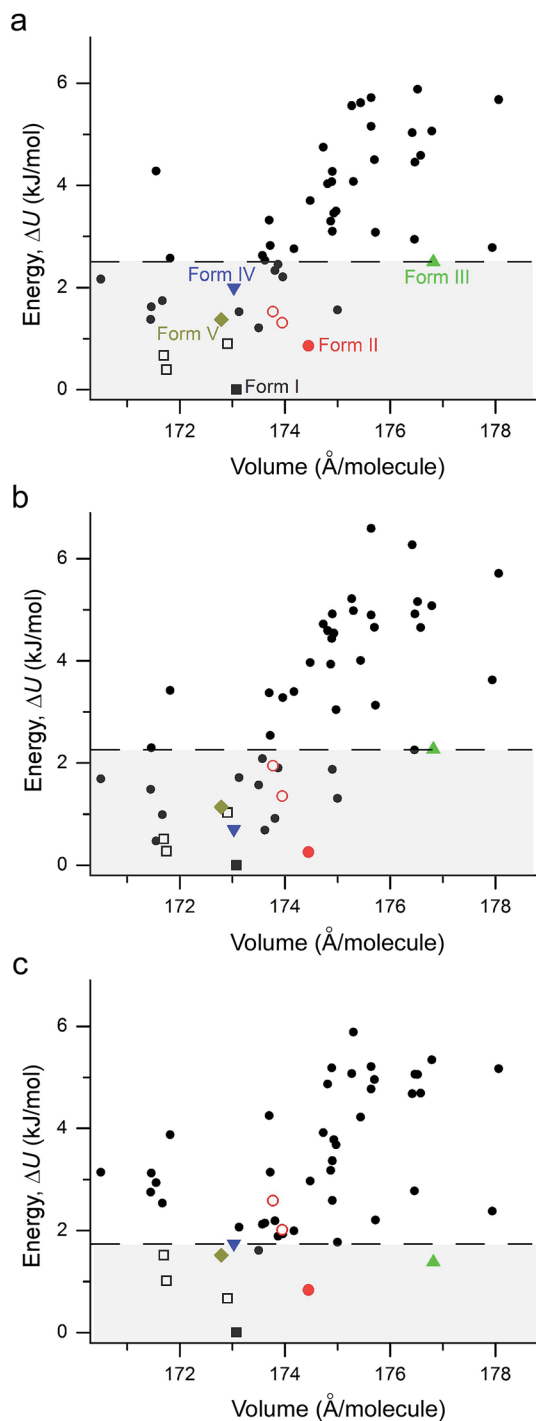 a
6
4
2
0
Energy, ΔU (kJ/mol)
Form IV
Form III
Form V
Form II
Form I
172 174 176 178
Volume (Å/molecule)
b
6
4
2
0
Energy, ΔU (kJ/mol)
172 174 176 178
Volume (Å/molecule)
c
6
4
2
0
Energy, ΔU (kJ/mol)
172 174 176 178
Volume (Å/molecule)